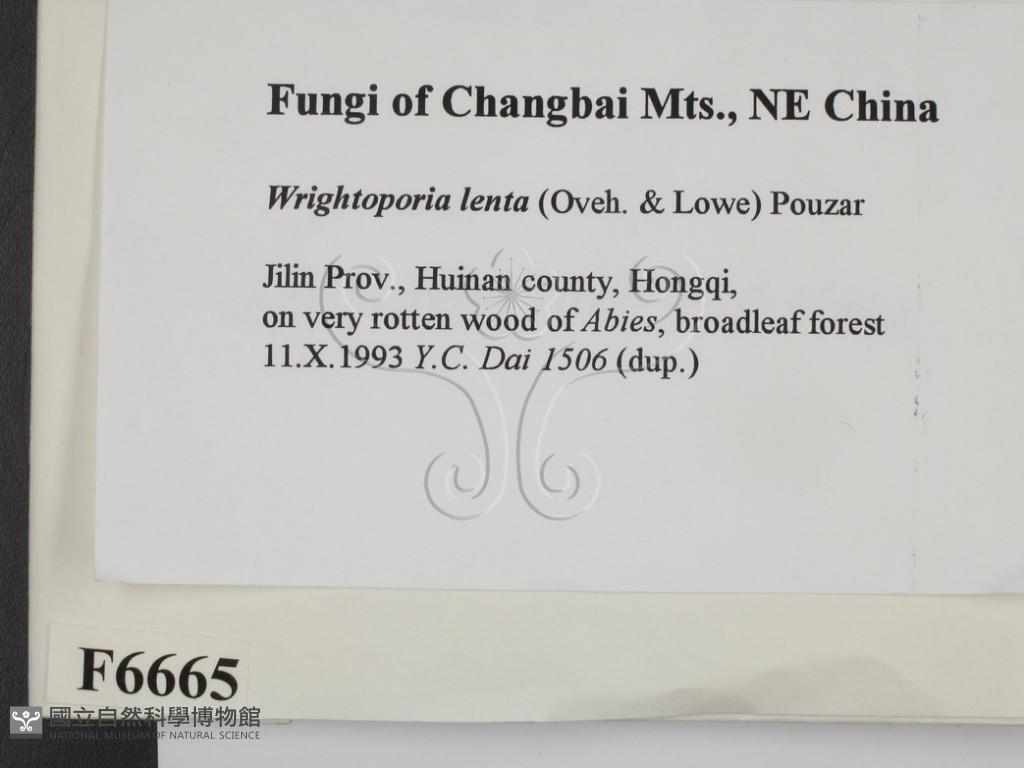 Fungi of Changbai Mts., NE China
Wrightoporia lenta (Oveh. & Lowe) Pouzar
Jilin Prov., Huinan county, Hongqi,
on very rotten wood of Abies, broadleaf forest
11.X.1993 Y.C. Dai 1506 (dup.)
F6665
國立自然科學博物館
NATIONAL MUSEUM OF NATURAL SCIENCE